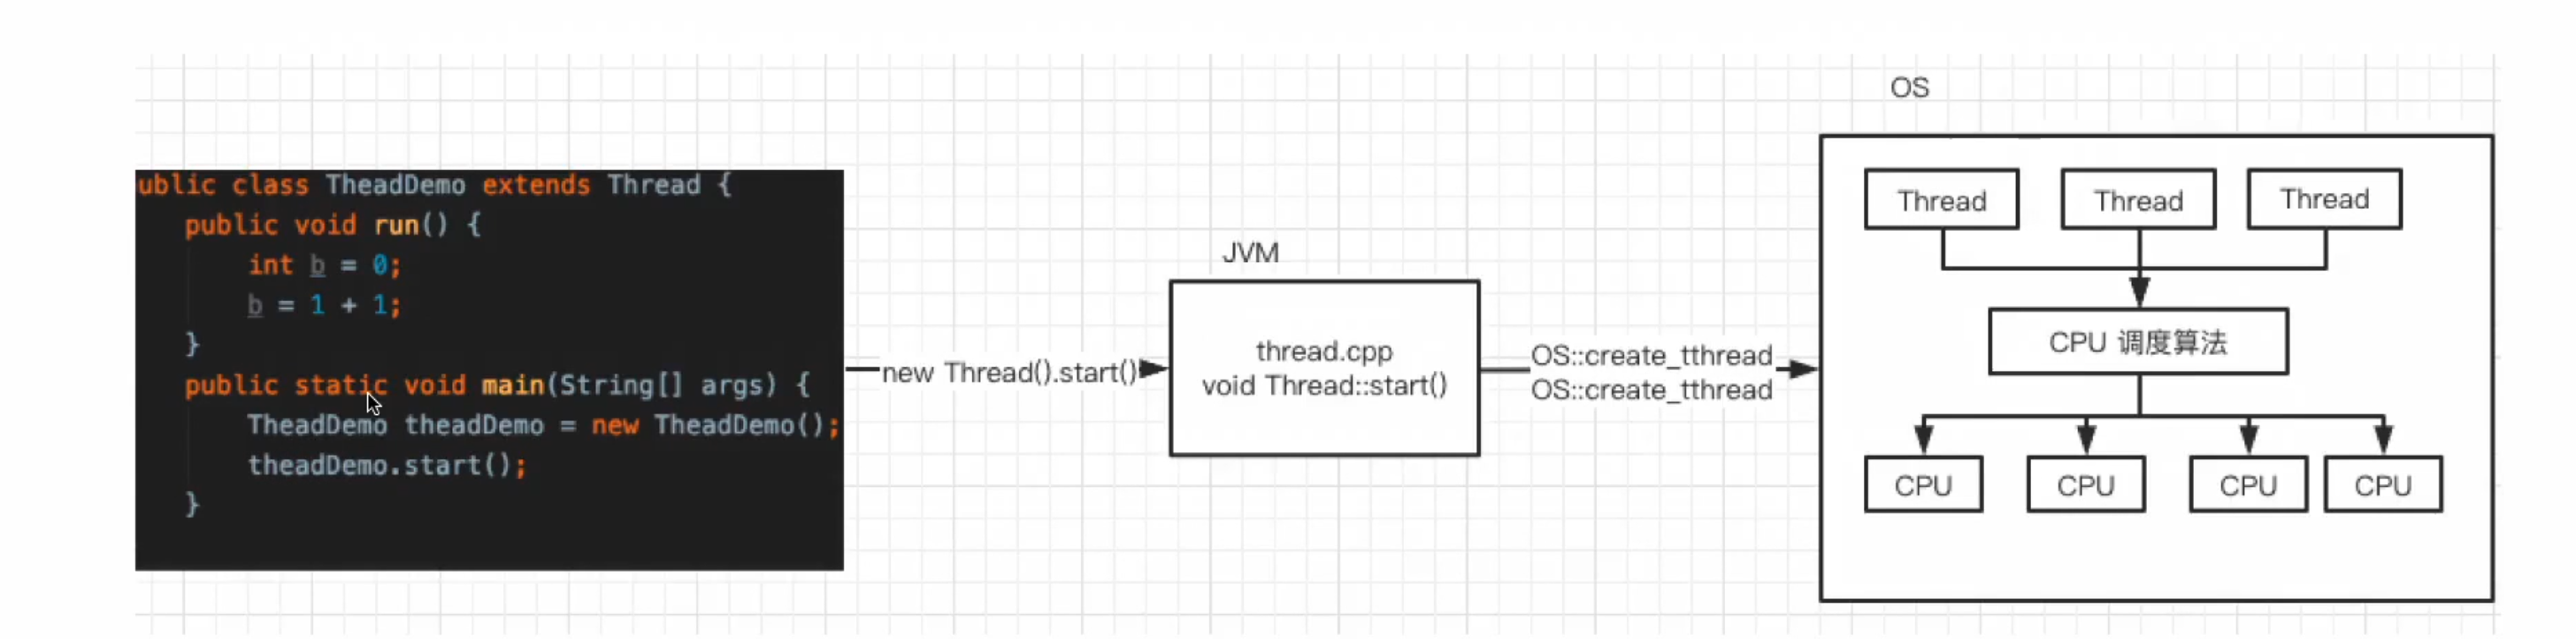 ublic class TheadDemo extends Thread {
public void run() {
int b = 0;
b = 1 + 1;
}
public static void main(String[] args) {
TheadDemo theadDemo = new TheadDemo();
theadDemo.start();
}
new Thread().start()
JVM
thread.cpp
void Thread::start()
OS::create_tthread
OS::create_tthread
OS
Thread
Thread
Thread
CPU 调度算法
CPU
CPU
CPU
CPU